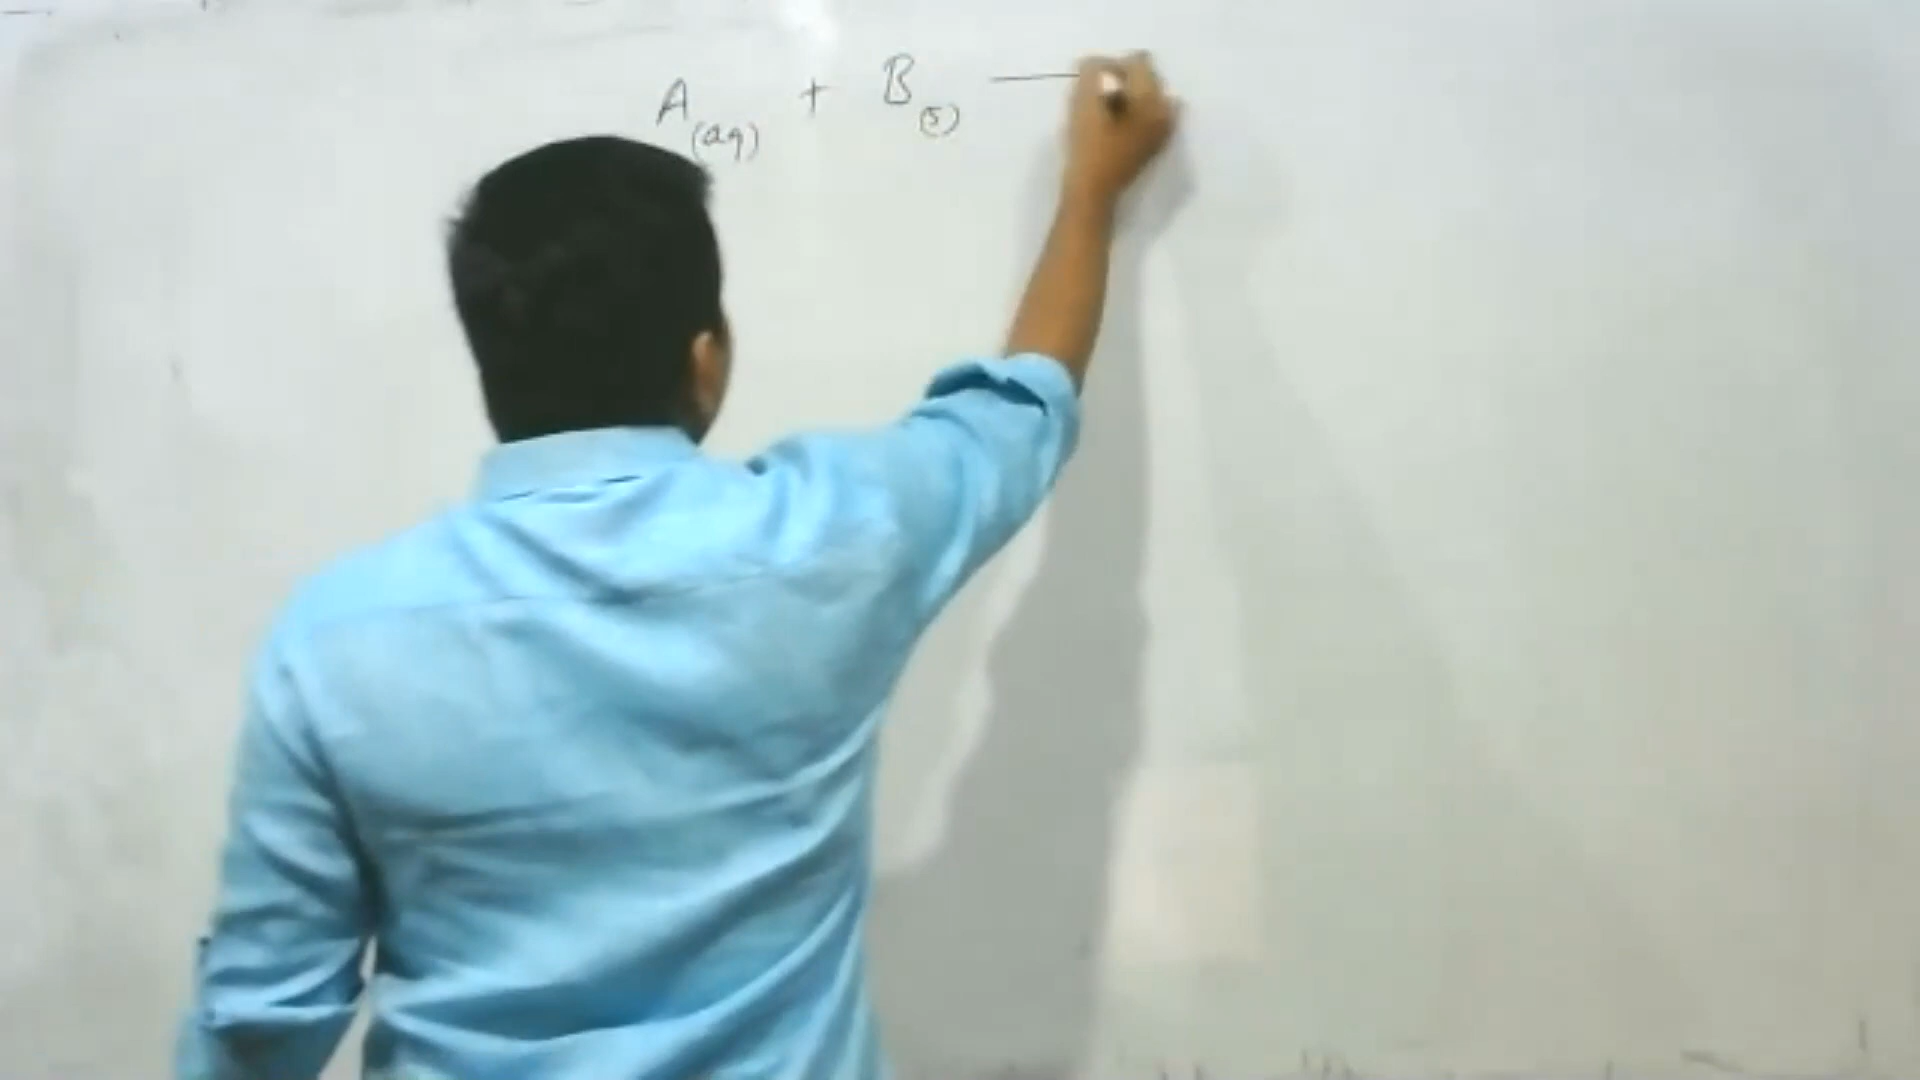 A(aq) + B(s) —